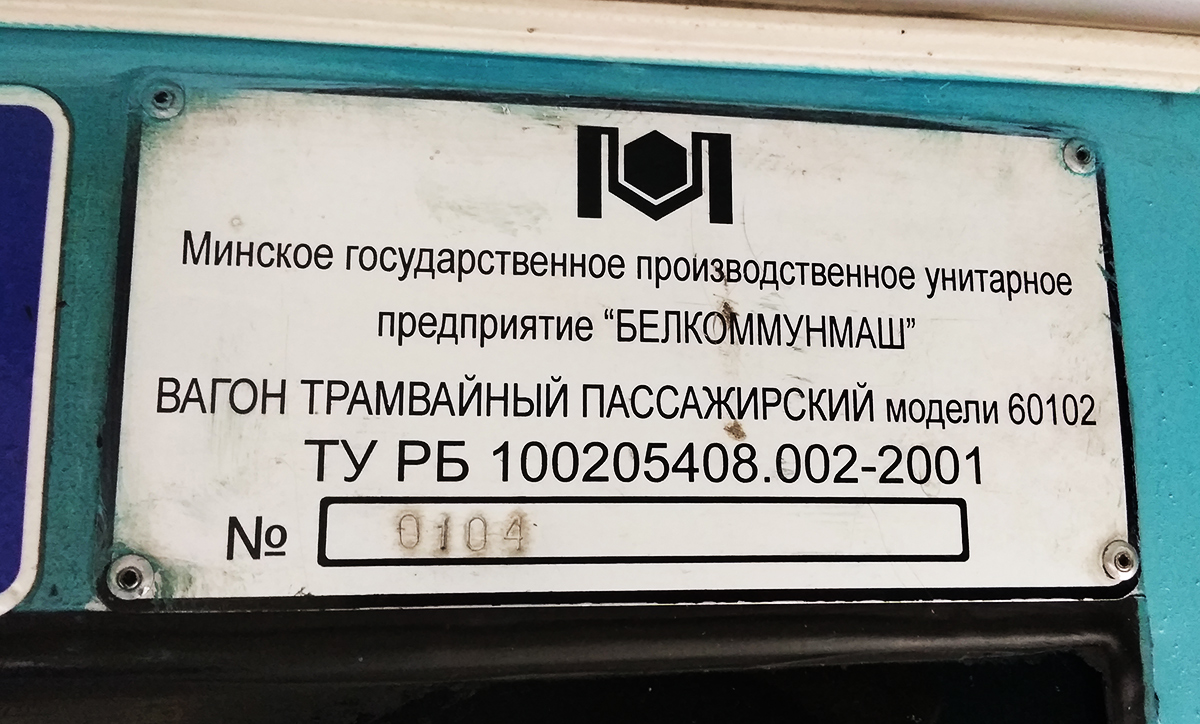 Минское государственное производственное унитарное
предприятие “БЕЛКОММУНМАШ”
ВАГОН ТРАМВАЙНЫЙ ПАССАЖИРСКИЙ модели 60102
ТУ РБ 100205408.002-2001
№ 0104